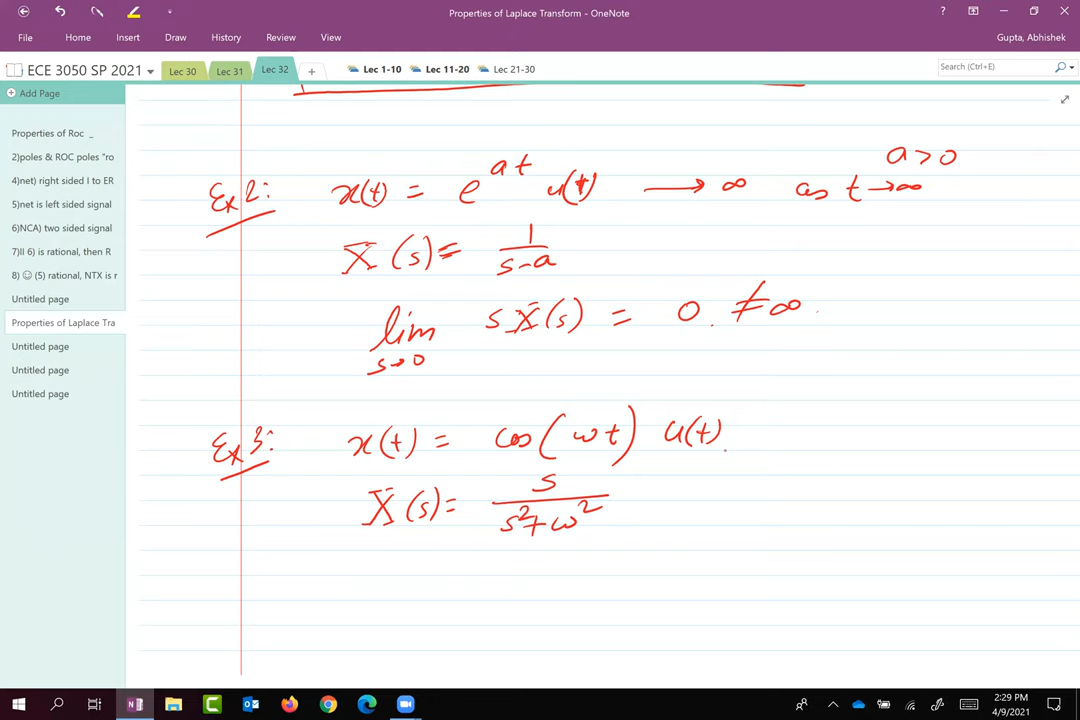 Properties of Laplace Transform - OneNote
File Home Insert Draw History Review View
Gupta, Abhishek
ECE 3050 SP 2021 Lec 30 Lec 31 Lec 32 + Lec 1-10 Lec 11-20 Lec 21-30 Search (Ctrl+E)
Add Page
Properties of Roc _
2)poles & ROC poles "ro
4)net) right sided I to ER
5)net is left sided signal
6)NCA) two sided signal
7)II 6) is rational, then R
8) ☺ (5) rational, NTX is r
Untitled page
Properties of Laplace Tra
Untitled page
Untitled page
Untitled page
a > 0
Ex 2: x(t) = e^{at} u(t) → ∞ as t → ∞
X(s) = 1/(s-a)
lim_{s→0} s X(s) = 0. ≠ ∞.
Ex 3: x(t) = cos(ωt) u(t)
X(s) = s/(s²+ω²)
2:29 PM
4/9/2021